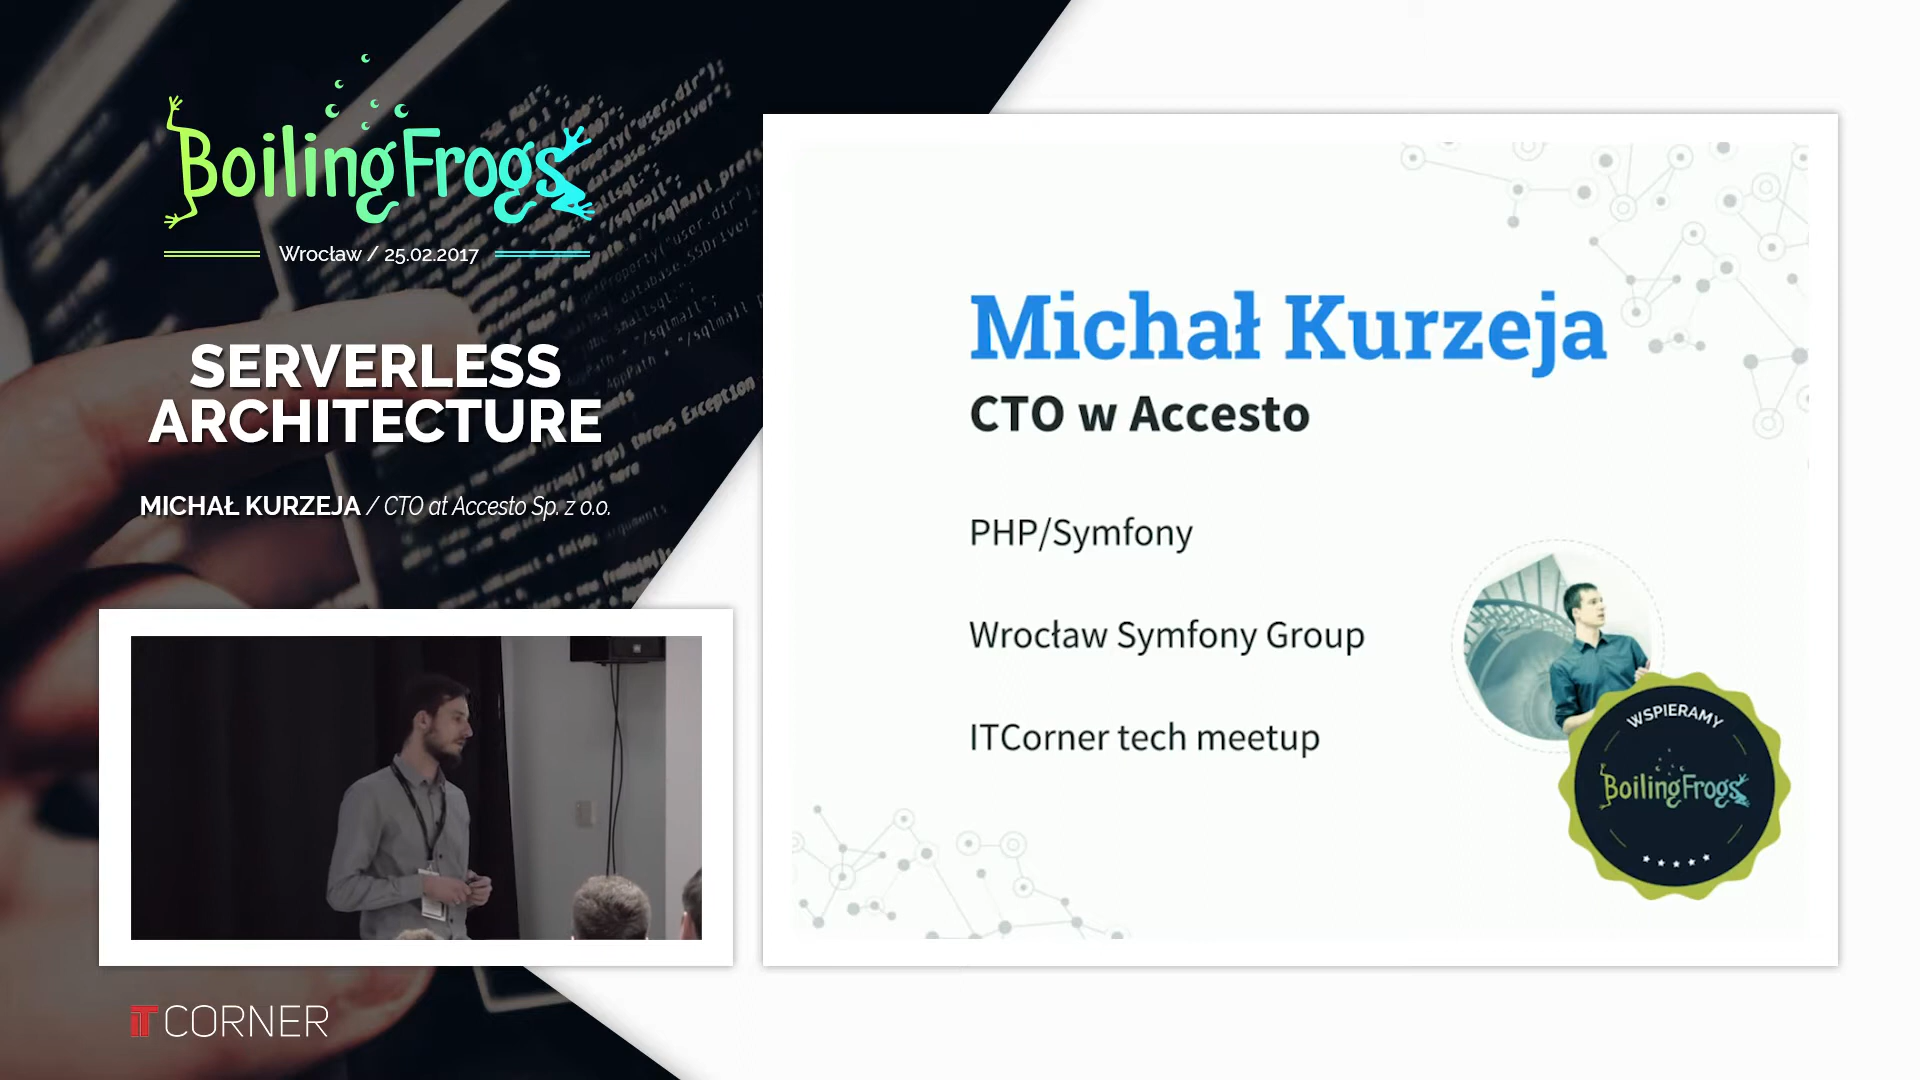 BoilingFrogs
Wrocław / 25.02.2017
SERVERLESS
ARCHITECTURE
MICHAŁ KURZEJA / CTO at Accesto Sp. z o.o.
ITCORNER
Michał Kurzeja
CTO w Accesto
PHP/Symfony
Wrocław Symfony Group
ITCorner tech meetup
WSPIERAMY
BoilingFrogs